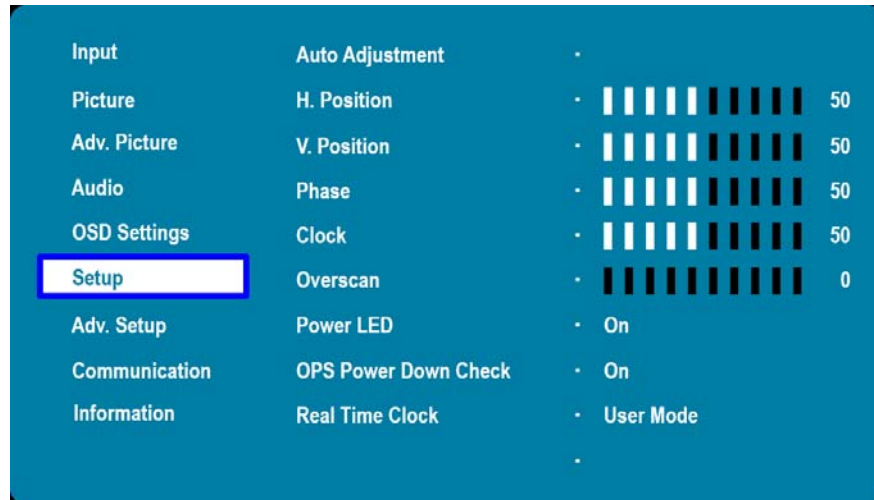 Input Auto Adjustment ·
Picture H. Position · 50
Adv. Picture V. Position · 50
Audio Phase · 50
OSD Settings Clock · 50
Setup Overscan · 0
Adv. Setup Power LED · On
Communication OPS Power Down Check · On
Information Real Time Clock · User Mode
·